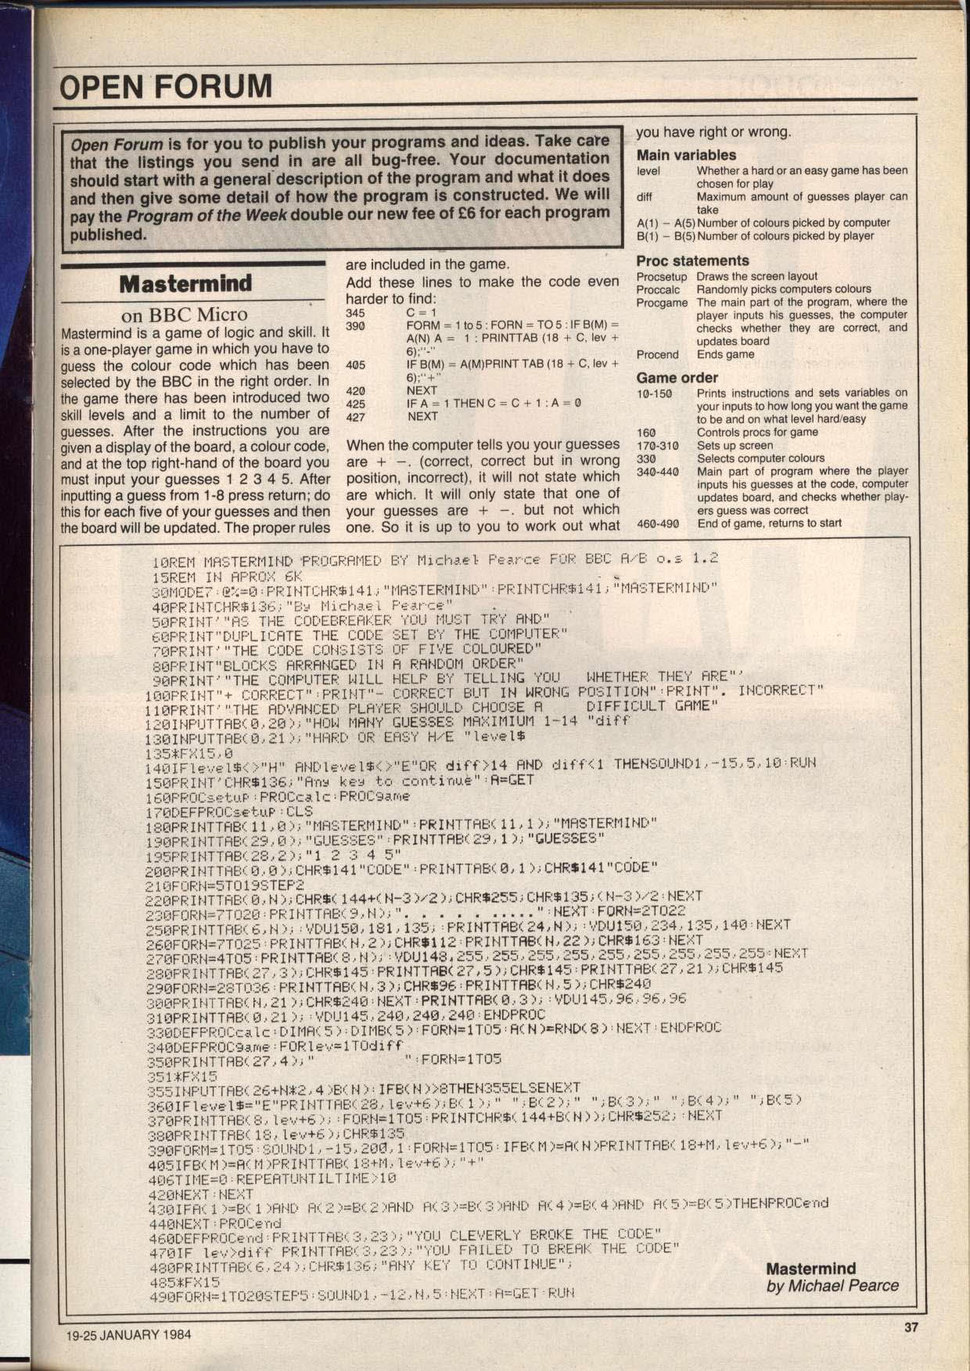 OPEN FORUM
Open Forum is for you to publish your programs and ideas. Take care
that the listings you send in are all bug-free. Your documentation
should start with a general description of the program and what it does
and then give some detail of how the program is constructed. We will
pay the Program of the Week double our new fee of £6 for each program
published.
Mastermind
on BBC Micro
Mastermind is a game of logic and skill. It
is a one-player game in which you have to
guess the colour code which has been
selected by the BBC in the right order. In
the game there has been introduced two
skill levels and a limit to the number of
guesses. After the instructions you are
given a display of the board, a colour code,
and at the top right-hand of the board you
must input your guesses 1 2 3 4 5. After
inputting a guess from 1-8 press return; do
this for each five of your guesses and then
the board will be updated. The proper rules
are included in the game.
Add these lines to make the code even
harder to find:
345 C = 1
390 FORM = 1 to 5 : FORN = TO 5 : IF B(M) =
A(N) A = 1 : PRINTTAB (18 + C, lev +
6);"-"
405 IF B(M) = A(M)PRINT TAB (18 + C, lev +
6);"+"
420 NEXT
425 IF A = 1 THEN C = C + 1 : A = 0
427 NEXT
When the computer tells you your guesses
are + −. (correct, correct but in wrong
position, incorrect), it will not state which
are which. It will only state that one of
your guesses are + −. but not which
one. So it is up to you to work out what
you have right or wrong.
Main variables
level Whether a hard or an easy game has been
chosen for play
diff Maximum amount of guesses player can
take
A(1) − A(5) Number of colours picked by computer
B(1) − B(5) Number of colours picked by player
Proc statements
Procsetup Draws the screen layout
Proccalc Randomly picks computers colours
Procgame The main part of the program, where the
player inputs his guesses, the computer
checks whether they are correct, and
updates board
Procend Ends game
Game order
10-150 Prints instructions and sets variables on
your inputs to how long you want the game
to be and on what level hard/easy
160 Controls procs for game
170-310 Sets up screen
330 Selects computer colours
340-440 Main part of program where the player
inputs his guesses at the code, computer
updates board, and checks whether play-
ers guess was correct
460-490 End of game, returns to start
10REM MASTERMIND PROGRAMED BY Michael Pearce FOR BBC A/B o.s 1.2
15REM IN APROX 6K
30MODE7:@%=0:PRINTCHR$141;"MASTERMIND":PRINTCHR$141;"MASTERMIND"
40PRINTCHR$136;"By Michael Pearce"
50PRINT'"AS THE CODEBREAKER YOU MUST TRY AND"
60PRINT"DUPLICATE THE CODE SET BY THE COMPUTER"
70PRINT'"THE CODE CONSISTS OF FIVE COLOURED"
80PRINT"BLOCKS ARRANGED IN A RANDOM ORDER"
90PRINT'"THE COMPUTER WILL HELP BY TELLING YOU   WHETHER THEY ARE"'
100PRINT"+ CORRECT":PRINT"- CORRECT BUT IN WRONG POSITION":PRINT". INCORRECT"
110PRINT'"THE ADVANCED PLAYER SHOULD CHOOSE A     DIFFICULT GAME"
120INPUTTAB(0,20);"HOW MANY GUESSES MAXIMIUM 1-14 "diff
130INPUTTAB(0,21);"HARD OR EASY H/E "level$
135*FX15,0
140IFlevel$<>"H" ANDlevel$<>"E"OR diff>14 AND diff<1 THENSOUND1,-15,5,10:RUN
150PRINT'CHR$136;"Any key to continue":A=GET
160PROCsetup:PROCcalc:PROCgame
170DEFPROCsetup:CLS
180PRINTTAB(11,0);"MASTERMIND":PRINTTAB(11,1);"MASTERMIND"
190PRINTTAB(29,0);"GUESSES":PRINTTAB(29,1);"GUESSES"
195PRINTTAB(28,2);"1 2 3 4 5"
200PRINTTAB(0,0);CHR$141"CODE":PRINTTAB(0,1);CHR$141"CODE"
210FORN=5TO19STEP2
220PRINTTAB(0,N);CHR$(144+(N-3)/2);CHR$255;CHR$135;(N-3)/2:NEXT
230FORN=7TO20:PRINTTAB(9,N);". . . . . .....":NEXT:FORN=2TO22
250PRINTTAB(6,N);:VDU150,181,135:PRINTTAB(24,N);:VDU150,234,135,140:NEXT
260FORN=7TO25:PRINTTAB(N,2);CHR$112:PRINTTAB(N,22);CHR$163:NEXT
270FORN=4TO5:PRINTTAB(8,N);:VDU148,255,255,255,255,255,255,255,255,255:NEXT
280PRINTTAB(27,3);CHR$145:PRINTTAB(27,5);CHR$145:PRINTTAB(27,21);CHR$145
290FORN=28TO36:PRINTTAB(N,3);CHR$96:PRINTTAB(N,5);CHR$240
300PRINTTAB(N,21);CHR$240:NEXT:PRINTTAB(0,3);:VDU145,96,96,96
310PRINTTAB(0,21);:VDU145,240,240,240:ENDPROC
330DEFPROCcalc:DIMA(5):DIMB(5):FORN=1TO5:A(N)=RND(8):NEXT:ENDPROC
340DEFPROCgame:FORlev=1TOdiff
350PRINTTAB(27,4);"          ":FORN=1TO5
351*FX15
355INPUTTAB(26+N*2,4)B(N):IFB(N)>8THEN355ELSENEXT
360IFlevel$="E"PRINTTAB(28,lev+6);B(1);" ";B(2);" ";B(3);" ";B(4);" ";B(5)
370PRINTTAB(8,lev+6);:FORN=1TO5:PRINTCHR$(144+B(N));CHR$252;:NEXT
380PRINTTAB(18,lev+6);CHR$135
390FORM=1TO5:SOUND1,-15,200,1:FORN=1TO5:IFB(M)=A(N)PRINTTAB(18+M,lev+6);"-"
405IFB(M)=A(M)PRINTTAB(18+M,lev+6);"+"
406TIME=0:REPEATUNTILTIME>10
420NEXT:NEXT
430IFA(1)=B(1)AND A(2)=B(2)AND A(3)=B(3)AND A(4)=B(4)AND A(5)=B(5)THENPROCend
440NEXT:PROCend
460DEFPROCend:PRINTTAB(3,23);"YOU CLEVERLY BROKE THE CODE"
470IF lev>diff PRINTTAB(3,23);"YOU FAILED TO BREAK THE CODE"
480PRINTTAB(6,24);CHR$136;"ANY KEY TO CONTINUE";
485*FX15
490FORN=1TO20STEP5:SOUND1,-12,N,5:NEXT:A=GET:RUN
Mastermind
by Michael Pearce
19-25 JANUARY 1984
37